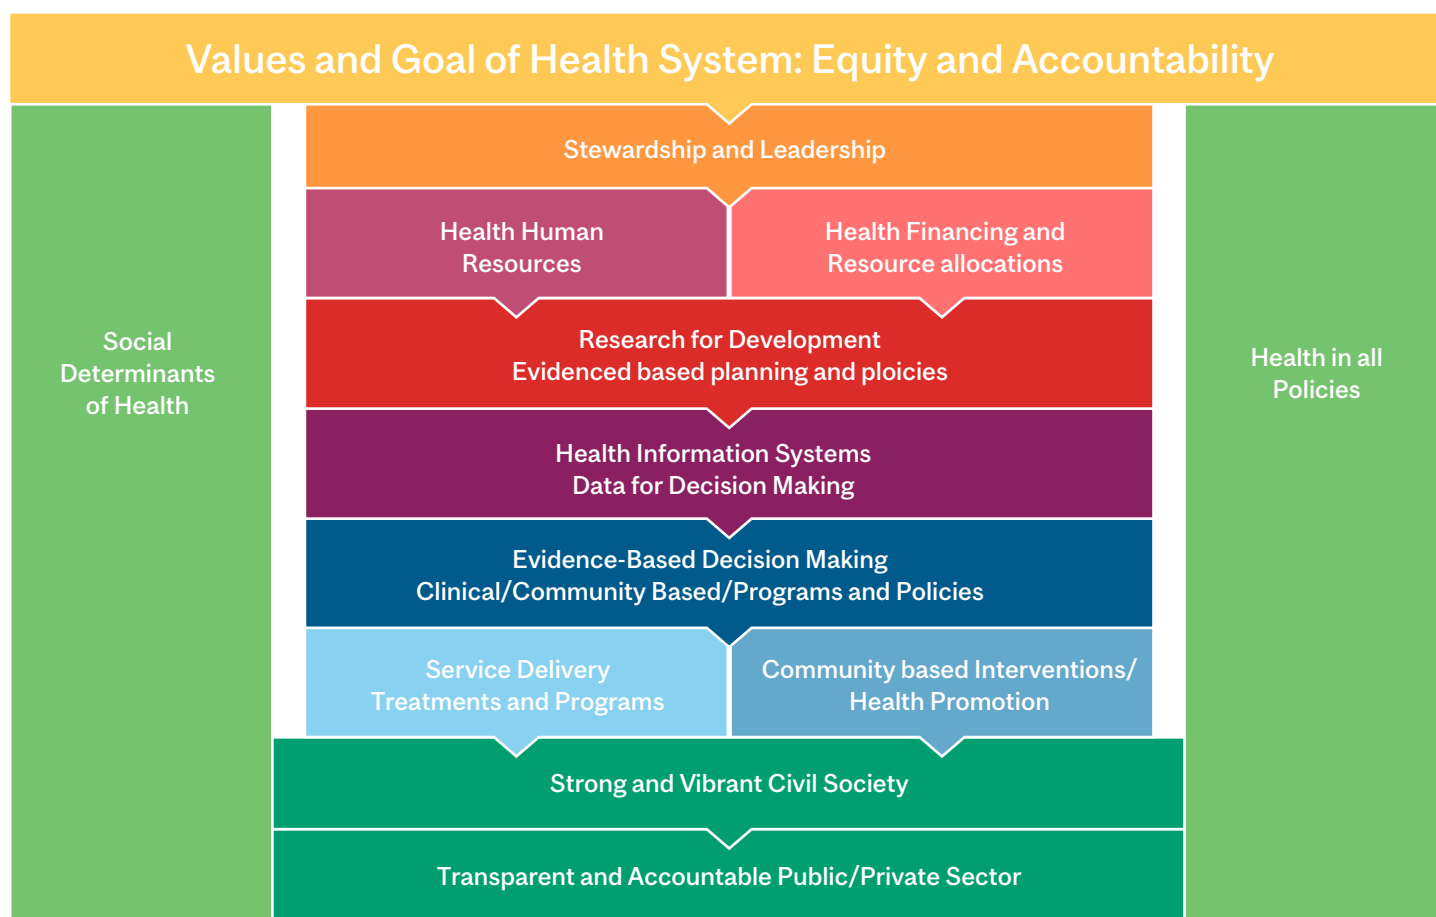 Values and Goal of Health System: Equity and Accountability
Stewardship and Leadership
Health Human
Resources
Health Financing and
Resource allocations
Social
Determinants
of Health
Research for Development
Evidenced based planning and ploicies
Health in all
Policies
Health Information Systems
Data for Decision Making
Evidence-Based Decision Making
Clinical/Community Based/Programs and Policies
Service Delivery
Treatments and Programs
Community based Interventions/
Health Promotion
Strong and Vibrant Civil Society
Transparent and Accountable Public/Private Sector